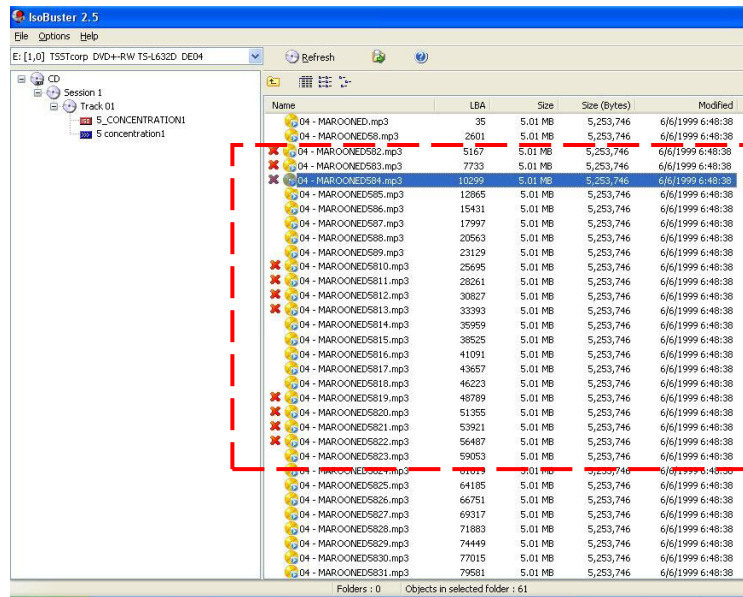 IsoBuster 2.5
File Options Help
E: [1,0] TSSTcorp DVD+-RW TS-L632D DE04 Refresh
CD
Session 1
Track 01
ISO 5_CONCENTRATION1
5 concentration1
Name LBA Size Size (Bytes) Modified
04 - MAROONED.mp3 35 5.01 MB 5,253,746 6/6/1999 6:48:38
04 - MAROONED58.mp3 2601 5.01 MB 5,253,746 6/6/1999 6:48:38
04 - MAROONED582.mp3 5167 5.01 MB 5,253,746 6/6/1999 6:48:38
04 - MAROONED583.mp3 7733 5.01 MB 5,253,746 6/6/1999 6:48:38
04 - MAROONED584.mp3 10299 5.01 MB 5,253,746 6/6/1999 6:48:38
04 - MAROONED585.mp3 12865 5.01 MB 5,253,746 6/6/1999 6:48:38
04 - MAROONED586.mp3 15431 5.01 MB 5,253,746 6/6/1999 6:48:38
04 - MAROONED587.mp3 17997 5.01 MB 5,253,746 6/6/1999 6:48:38
04 - MAROONED588.mp3 20563 5.01 MB 5,253,746 6/6/1999 6:48:38
04 - MAROONED589.mp3 23129 5.01 MB 5,253,746 6/6/1999 6:48:38
04 - MAROONED5810.mp3 25695 5.01 MB 5,253,746 6/6/1999 6:48:38
04 - MAROONED5811.mp3 28261 5.01 MB 5,253,746 6/6/1999 6:48:38
04 - MAROONED5812.mp3 30827 5.01 MB 5,253,746 6/6/1999 6:48:38
04 - MAROONED5813.mp3 33393 5.01 MB 5,253,746 6/6/1999 6:48:38
04 - MAROONED5814.mp3 35959 5.01 MB 5,253,746 6/6/1999 6:48:38
04 - MAROONED5815.mp3 38525 5.01 MB 5,253,746 6/6/1999 6:48:38
04 - MAROONED5816.mp3 41091 5.01 MB 5,253,746 6/6/1999 6:48:38
04 - MAROONED5817.mp3 43657 5.01 MB 5,253,746 6/6/1999 6:48:38
04 - MAROONED5818.mp3 46223 5.01 MB 5,253,746 6/6/1999 6:48:38
04 - MAROONED5819.mp3 48789 5.01 MB 5,253,746 6/6/1999 6:48:38
04 - MAROONED5820.mp3 51355 5.01 MB 5,253,746 6/6/1999 6:48:38
04 - MAROONED5821.mp3 53921 5.01 MB 5,253,746 6/6/1999 6:48:38
04 - MAROONED5822.mp3 56487 5.01 MB 5,253,746 6/6/1999 6:48:38
04 - MAROONED5823.mp3 59053 5.01 MB 5,253,746 6/6/1999 6:48:38
04 - MAROONED5824.mp3 61619 5.01 MB 5,253,746 6/6/1999 6:48:38
04 - MAROONED5825.mp3 64185 5.01 MB 5,253,746 6/6/1999 6:48:38
04 - MAROONED5826.mp3 66751 5.01 MB 5,253,746 6/6/1999 6:48:38
04 - MAROONED5827.mp3 69317 5.01 MB 5,253,746 6/6/1999 6:48:38
04 - MAROONED5828.mp3 71883 5.01 MB 5,253,746 6/6/1999 6:48:38
04 - MAROONED5829.mp3 74449 5.01 MB 5,253,746 6/6/1999 6:48:38
04 - MAROONED5830.mp3 77015 5.01 MB 5,253,746 6/6/1999 6:48:38
04 - MAROONED5831.mp3 79581 5.01 MB 5,253,746 6/6/1999 6:48:38
Folders : 0 Objects in selected folder : 61